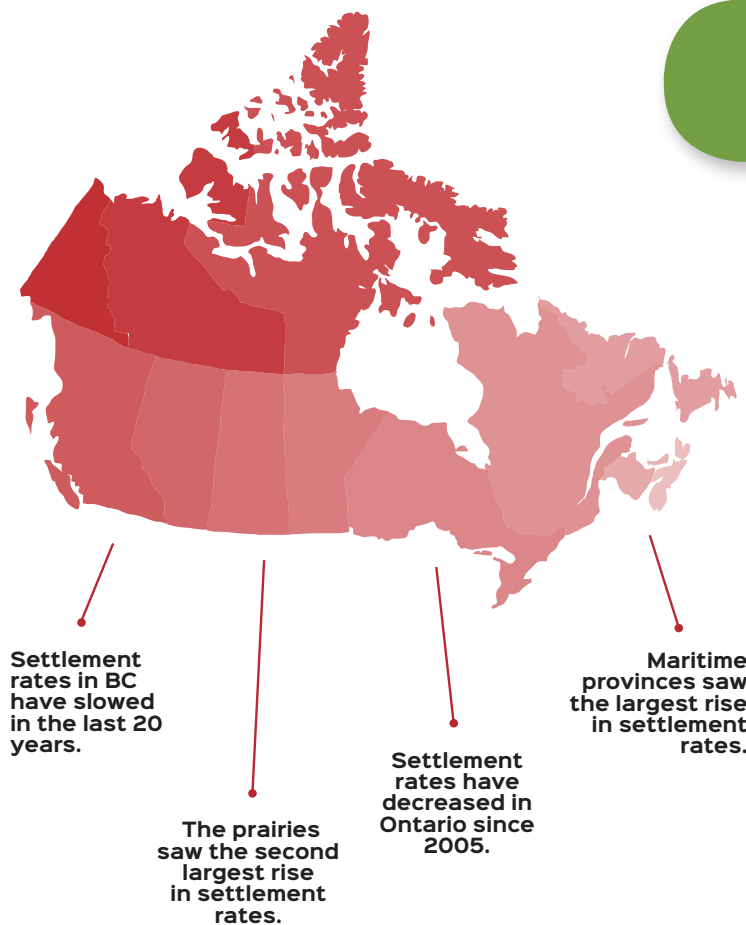 Settlement
rates in BC
have slowed
in the last 20
years.
The prairies
saw the second
largest rise
in settlement
rates.
Settlement
rates have
decreased in
Ontario since
2005.
Maritime
provinces saw
the largest rise
in settlement
rates.